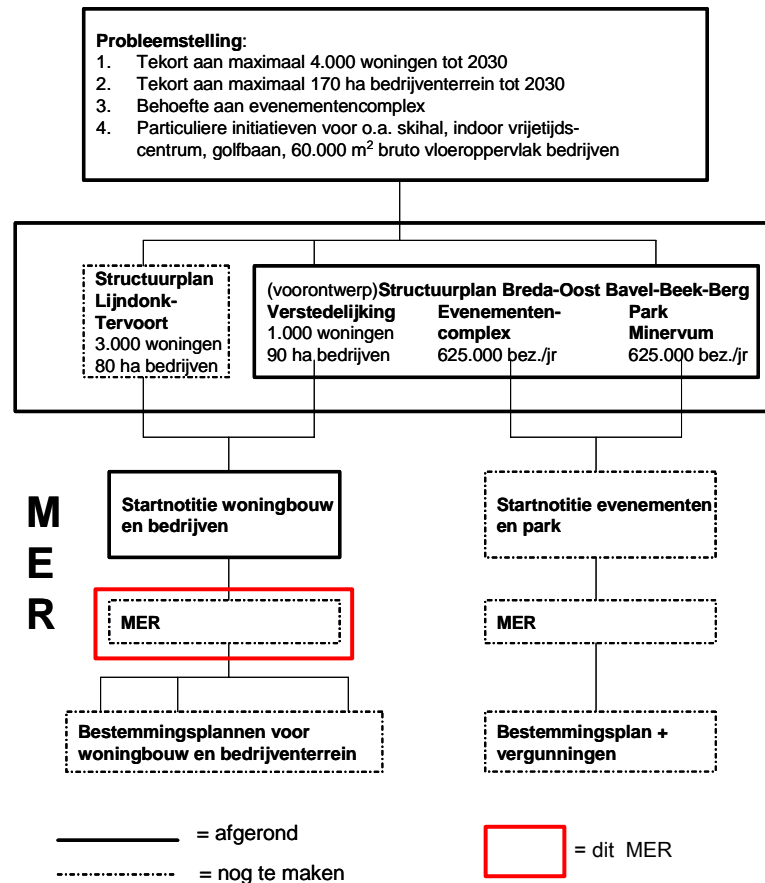 Probleemstelling:
1. Tekort aan maximaal 4.000 woningen tot 2030
2. Tekort aan maximaal 170 ha bedrijventerrein tot 2030
3. Behoefte aan evenementencomplex
4. Particuliere initiatieven voor o.a. skihal, indoor vrijetijds-
centrum, golfbaan, 60.000 m² bruto vloeroppervlak bedrijven
Structuurplan
Lijndonk-
Tervoort
3.000 woningen
80 ha bedrijven
(voorontwerp)Structuurplan Breda-Oost Bavel-Beek-Berg
Verstedelijking
1.000 woningen
90 ha bedrijven
Evenementen-
complex
625.000 bez./jr
Park
Minervum
625.000 bez./jr
M
E
R
Startnotitie woningbouw
en bedrijven
Startnotitie evenementen
en park
MER
MER
Bestemmingsplannen voor
woningbouw en bedrijventerrein
Bestemmingsplan +
vergunningen
= afgerond
= nog te maken
= dit MER